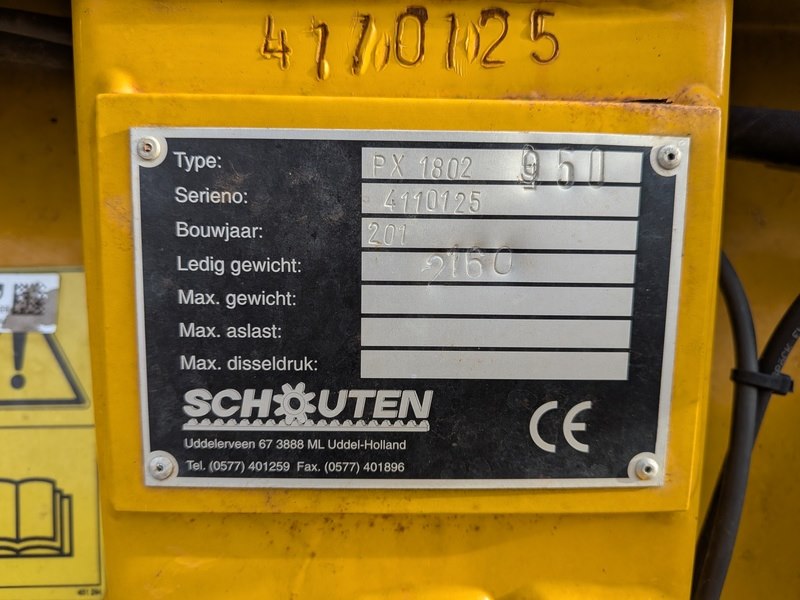 4110125
Type: PX 1802 950
Serieno: 4110125
Bouwjaar: 201
Ledig gewicht: 2160
Max. gewicht:
Max. aslast:
Max. disseldruk:
SCHOUTEN
CE
Uddelerveen 67 3888 ML Uddel-Holland
Tel. (0577) 401259 Fax. (0577) 401896